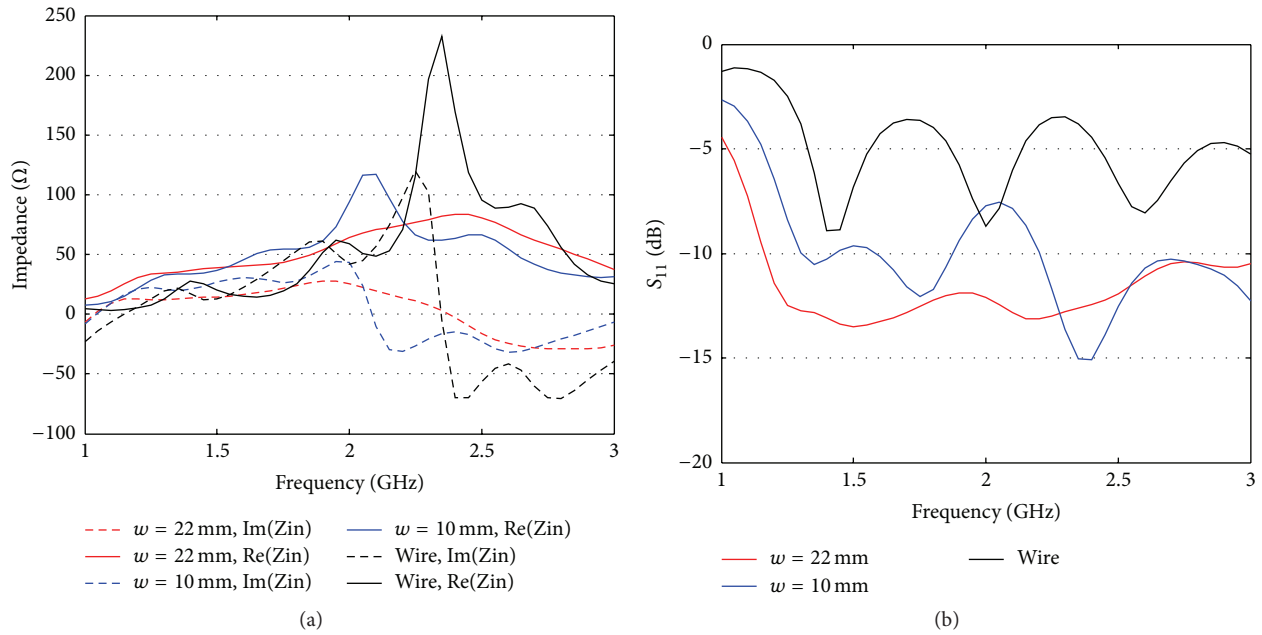 250
200
150
100
50
0
−50
−100
Impedance (Ω)
1
1.5
2
2.5
3
Frequency (GHz)
w = 22 mm, Im(Zin)
w = 22 mm, Re(Zin)
w = 10 mm, Im(Zin)
w = 10 mm, Re(Zin)
Wire, Im(Zin)
Wire, Re(Zin)
(a)
0
−5
−10
−15
−20
S11 (dB)
1
1.5
2
2.5
3
Frequency (GHz)
w = 22 mm
w = 10 mm
Wire
(b)